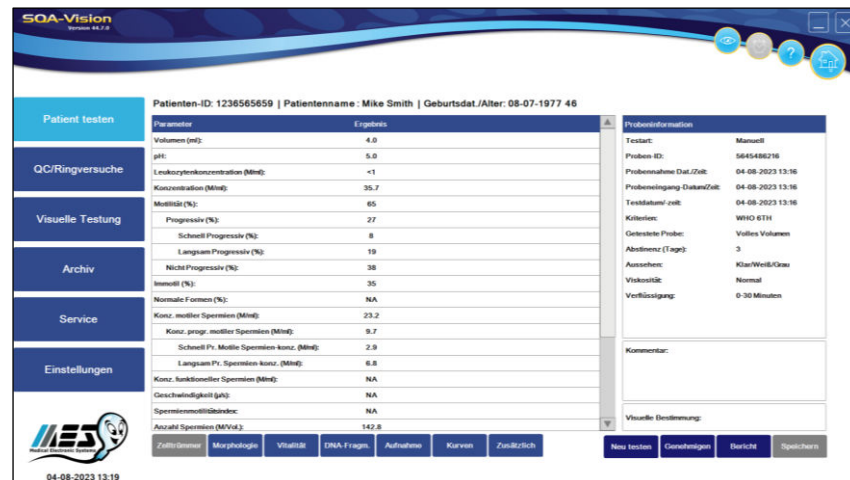 SQA-Vision
Version 44.7.0
Patienten-ID: 1236565659 | Patientenname : Mike Smith | Geburtsdat./Alter: 08-07-1977 46
Patient testen
QC/Ringversuche
Visuelle Testung
Archiv
Service
Einstellungen
MES
Medical Electronic Systems
04-08-2023 13:19
Parameter Ergebnis
Volumen (ml): 4.0
pH: 5.0
Leukozytenkonzentration (M/ml): <1
Konzentration (M/ml): 35.7
Motilität (%): 65
Progressiv (%): 27
Schnell Progressiv (%): 8
Langsam Progressiv (%): 19
Nicht Progressiv (%): 38
Immotil (%): 35
Normale Formen (%): NA
Konz. motiler Spermien (M/ml): 23.2
Konz. progr. motiler Spermien (M/ml): 9.7
Schnell Pr. Motile Spermien-konz. (M/ml): 2.9
Langsam Pr. Spermien-konz. (M/ml): 6.8
Konz. funktioneller Spermien (M/ml): NA
Geschwindigkeit (µ/s): NA
Spermienmotilitätsindex: NA
Anzahl Spermien (M/Vol.): 142.8
Zelltrümmer Morphologie Vitalität DNA-Fragm. Aufnahme Kurven Zusätzlich
Probeninformation
Testart: Manuell
Proben-ID: 5645486216
Probennahme Dat./Zeit: 04-08-2023 13:16
Probeneingang-Datum/Zeit: 04-08-2023 13:16
Testdatum/-zeit: 04-08-2023 13:16
Kriterien: WHO 6TH
Getestete Probe: Volles Volumen
Abstinenz (Tage): 3
Aussehen: Klar/Weiß/Grau
Viskosität: Normal
Verflüssigung: 0-30 Minuten
Kommentar:
Visuelle Bestimmung:
Neu testen Genehmigen Bericht Speichern